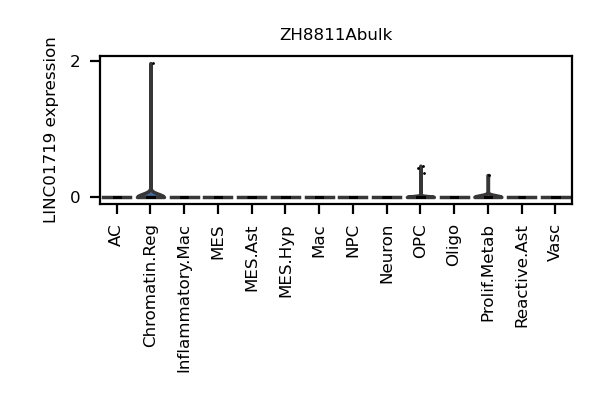 ZH8811Abulk
LINC01719 expression
2
0
AC
Chromatin.Reg
Inflammatory.Mac
MES
MES.Ast
MES.Hyp
Mac
NPC
Neuron
OPC
Oligo
Prolif.Metab
Reactive.Ast
Vasc